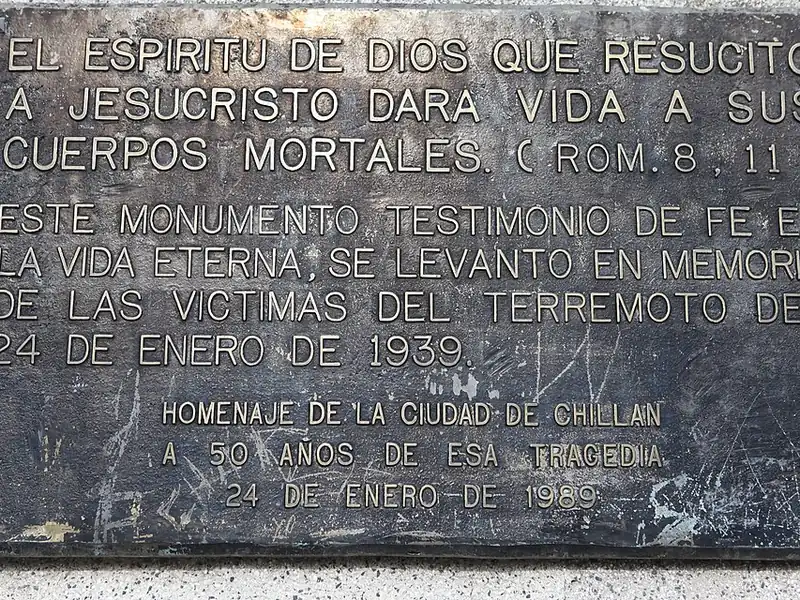 EL ESPIRITU DE DIOS QUE RESUCITO
A JESUCRISTO DARA VIDA A SUS
CUERPOS MORTALES. ( ROM. 8 , 11
ESTE MONUMENTO TESTIMONIO DE FE E
LA VIDA ETERNA, SE LEVANTO EN MEMORI
DE LAS VICTIMAS DEL TERREMOTO DE
24 DE ENERO DE 1939.
HOMENAJE DE LA CIUDAD DE CHILLAN
A 50 AÑOS DE ESA TRAGEDIA
24 DE ENERO DE 1989